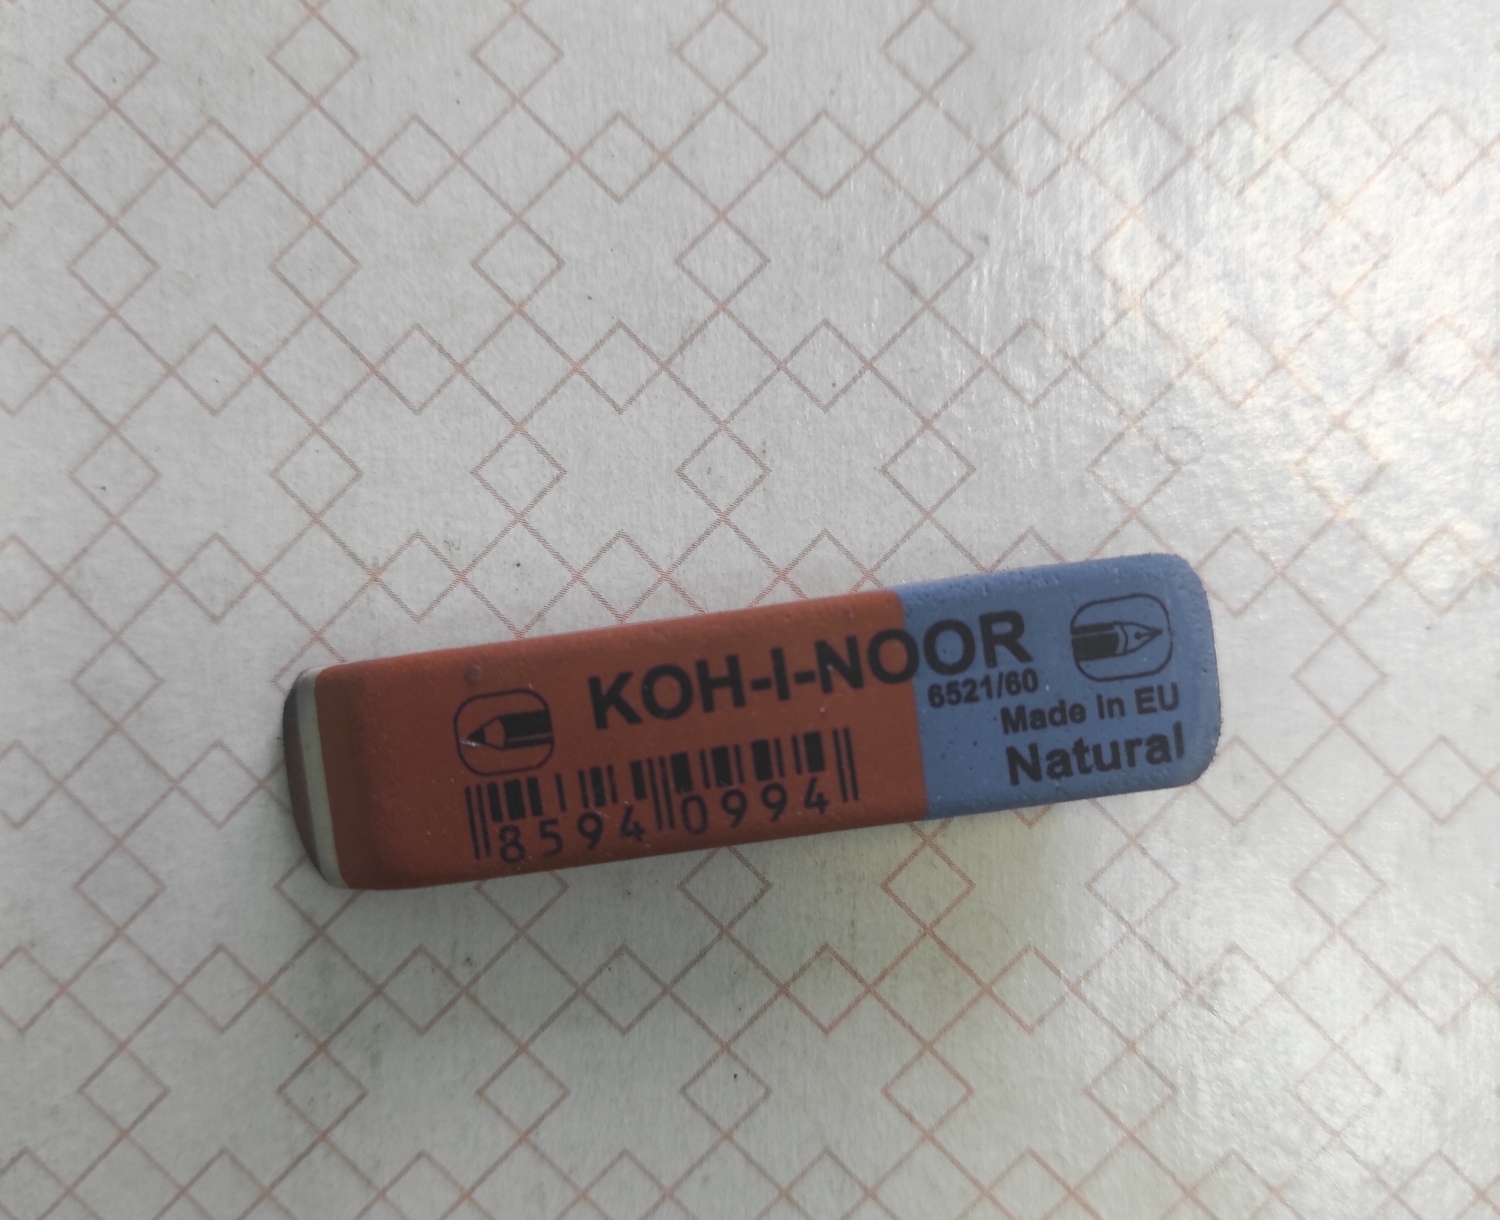 KOH-I-NOOR
6521/60
Made in EU
Natural
8594 0994